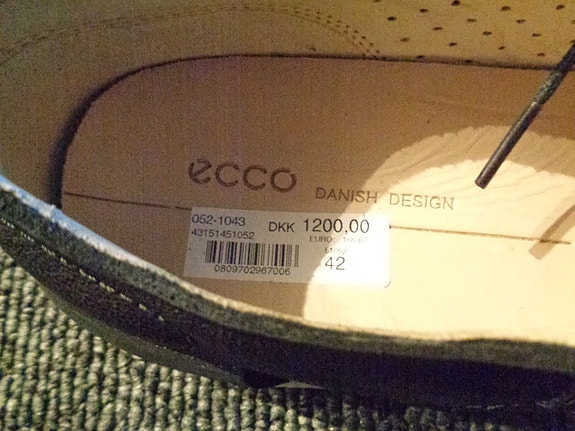 ecco DANISH DESIGN
052-1043 DKK 1200,00
43151451052
42
0809702967006